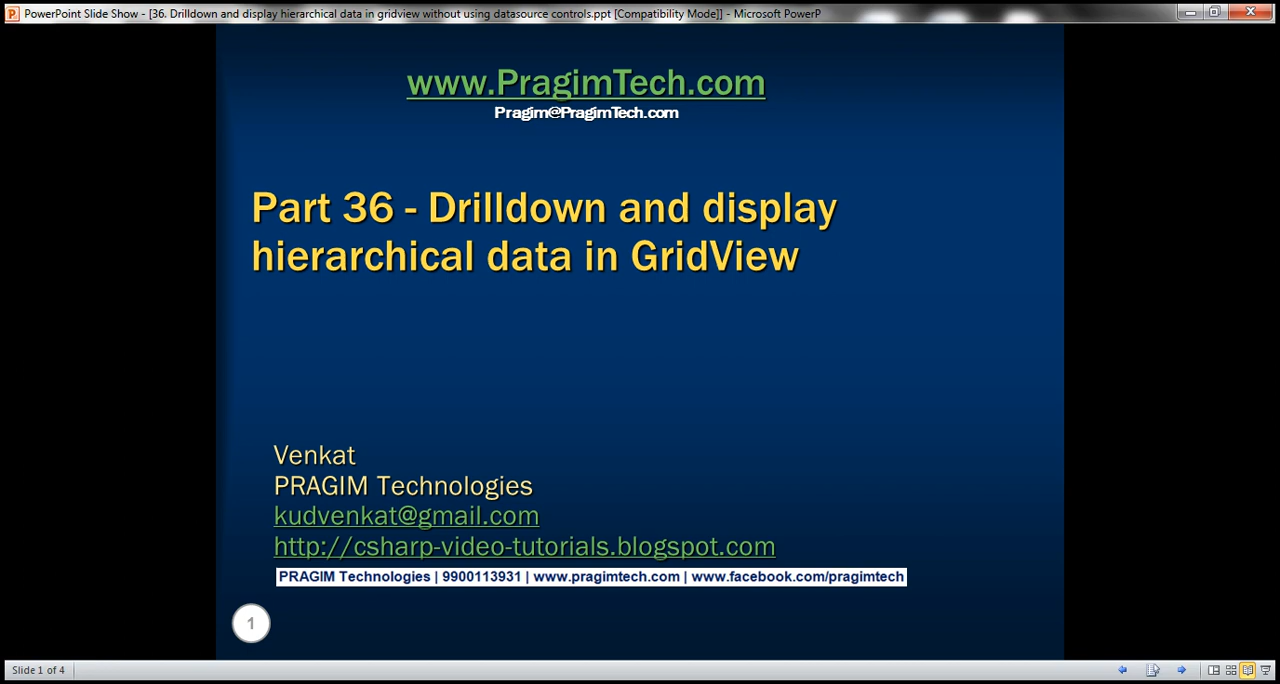 PowerPoint Slide Show - [36. Drilldown and display hierarchical data in gridview without using datasource controls.ppt [Compatibility Mode]] - Microsoft PowerP
www.PragimTech.com
Pragim@PragimTech.com
Part 36 - Drilldown and display
hierarchical data in GridView
Venkat
PRAGIM Technologies
kudvenkat@gmail.com
http://csharp-video-tutorials.blogspot.com
PRAGIM Technologies | 9900113931 | www.pragimtech.com | www.facebook.com/pragimtech
1
Slide 1 of 4